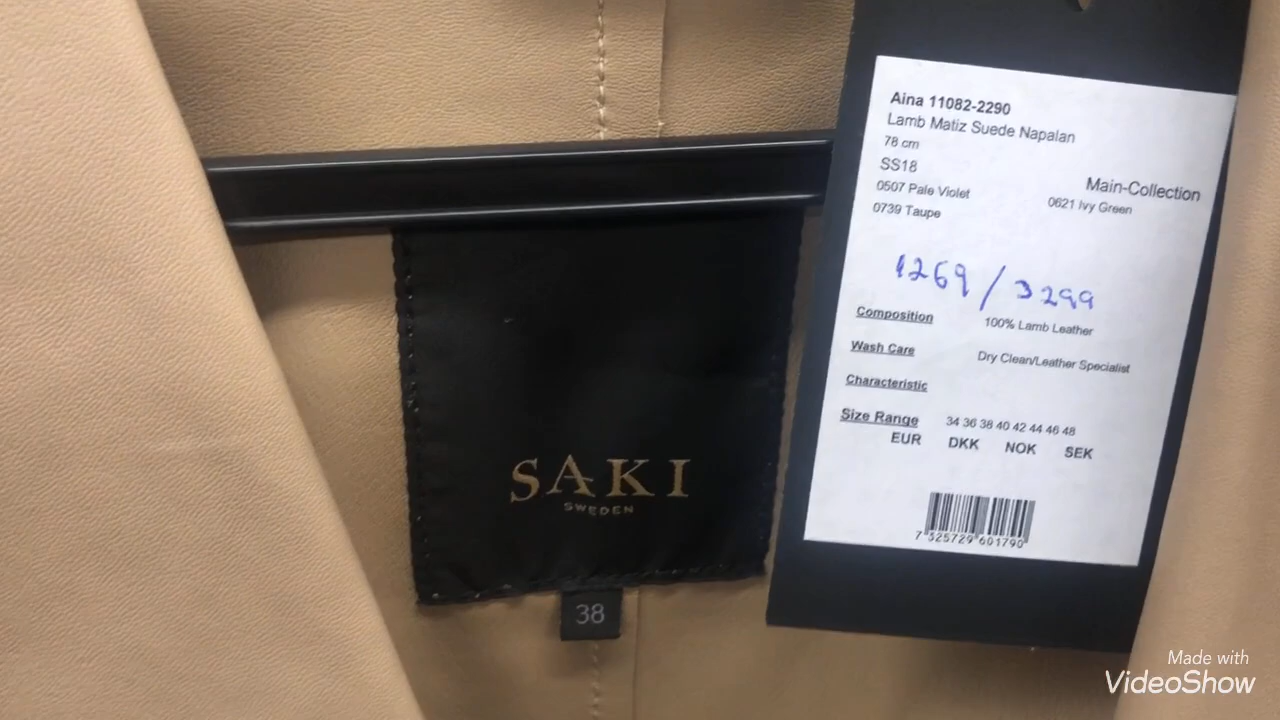 SAKI
SWEDEN
38
Aina 11082-2290
Lamb Matiz Suede Napalan
78 cm
SS18
Main-Collection
0507 Pale Violet 0621 Ivy Green
0739 Taupe
1269 / 3299
Composition 100% Lamb Leather
Wash Care Dry Clean/Leather Specialist
Characteristic
Size Range 34 36 38 40 42 44 46 48
EUR DKK NOK SEK
7 325729 601790
Made with
VideoShow